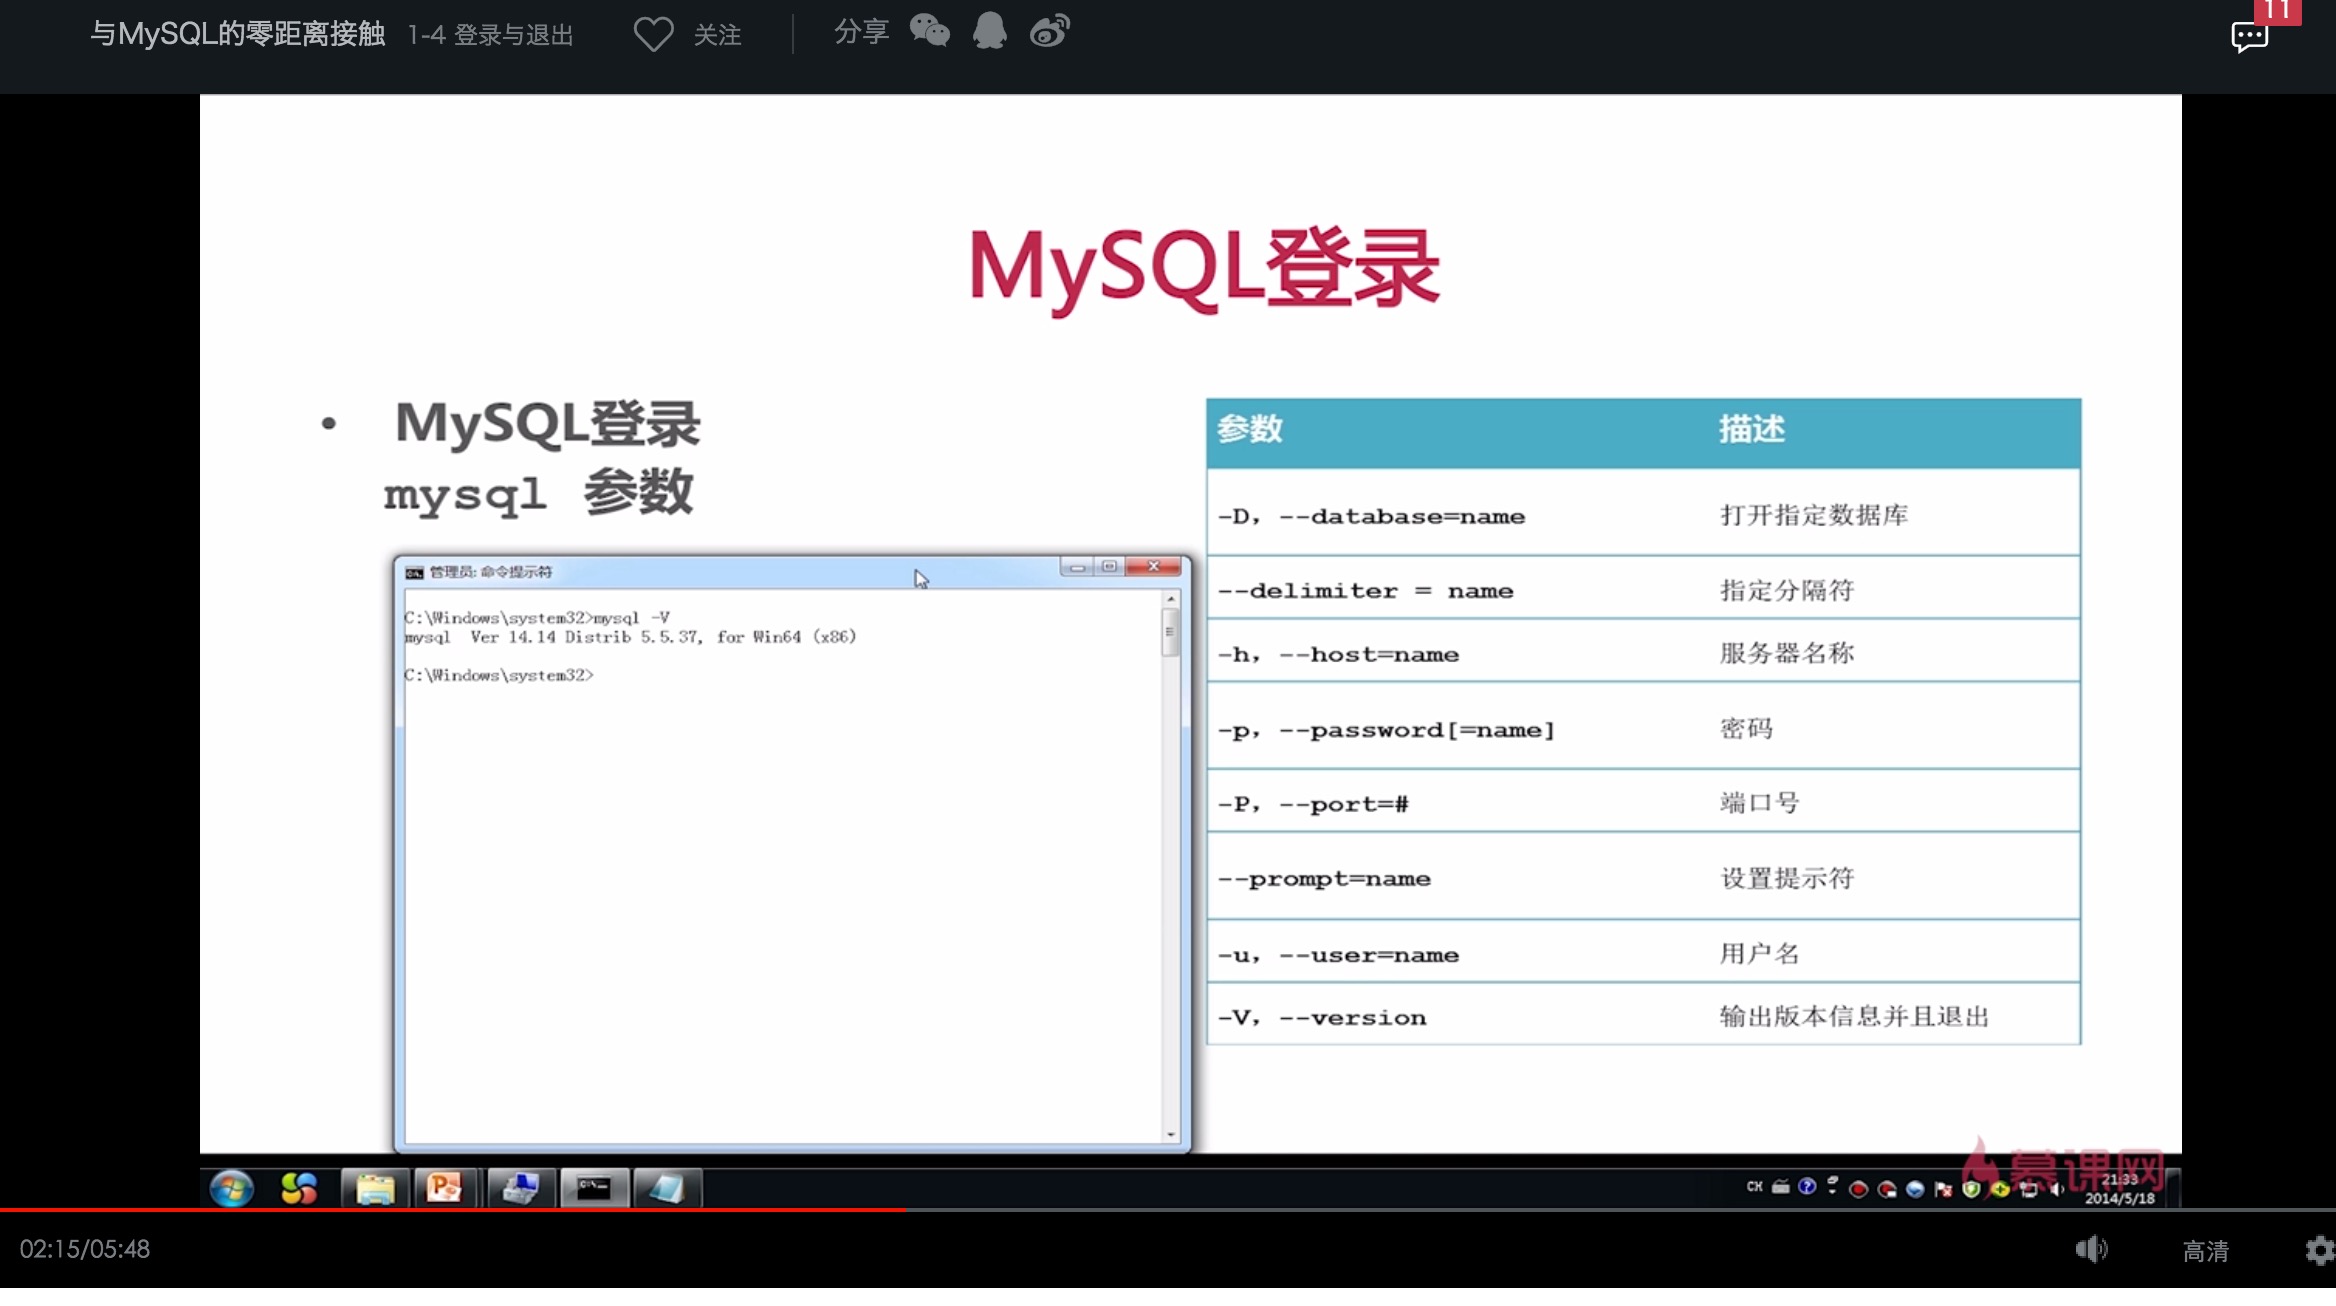 与MySQL的零距离接触 1-4 登录与退出 关注 分享 11
MySQL登录
• MySQL登录
mysql 参数
管理员: 命令提示符
C:\Windows\system32>mysql -V
mysql  Ver 14.14 Distrib 5.5.37, for Win64 (x86)
C:\Windows\system32>
参数 描述
-D, --database=name 打开指定数据库
--delimiter = name 指定分隔符
-h, --host=name 服务器名称
-p, --password[=name] 密码
-P, --port=# 端口号
--prompt=name 设置提示符
-u, --user=name 用户名
-V, --version 输出版本信息并且退出
慕课网
CH 21:33
2014/5/18
02:15/05:48 高清